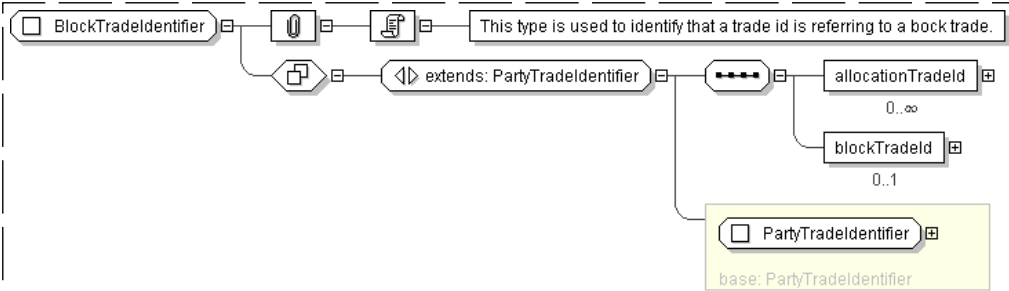 BlockTradeIdentifier
This type is used to identify that a trade id is referring to a bock trade.
extends: PartyTradeIdentifier
allocationTradeId
0..∞
blockTradeId
0..1
PartyTradeIdentifier
base: PartyTradeIdentifier